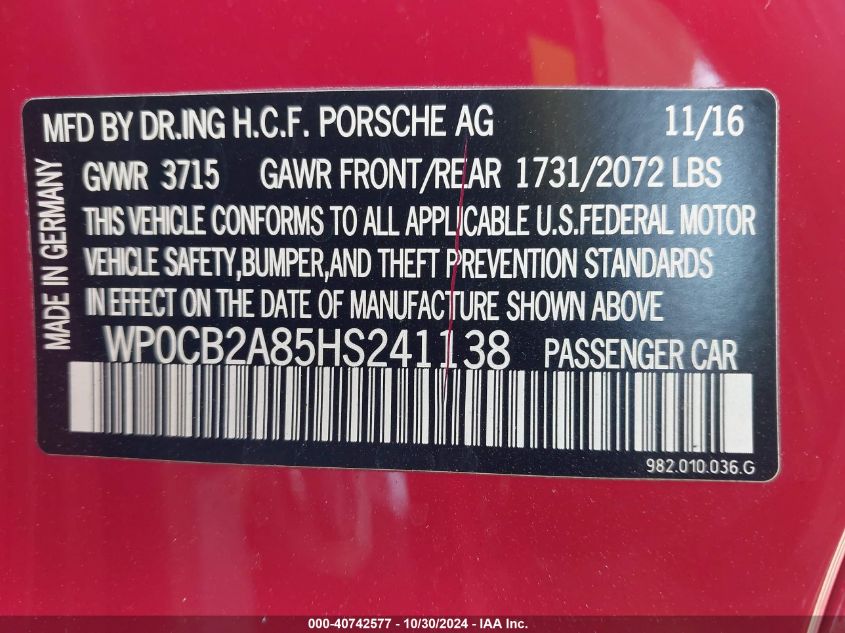 MFD BY DR.ING H.C.F. PORSCHE AG 11/16
GVWR 3715 GAWR FRONT/REAR 1731/2072 LBS
THIS VEHICLE CONFORMS TO ALL APPLICABLE U.S.FEDERAL MOTOR
VEHICLE SAFETY,BUMPER,AND THEFT PREVENTION STANDARDS
IN EFFECT ON THE DATE OF MANUFACTURE SHOWN ABOVE
WP0CB2A85HS241138 PASSENGER CAR
MADE IN GERMANY
982.010.036.G
000-40742577 - 10/30/2024 - IAA Inc.